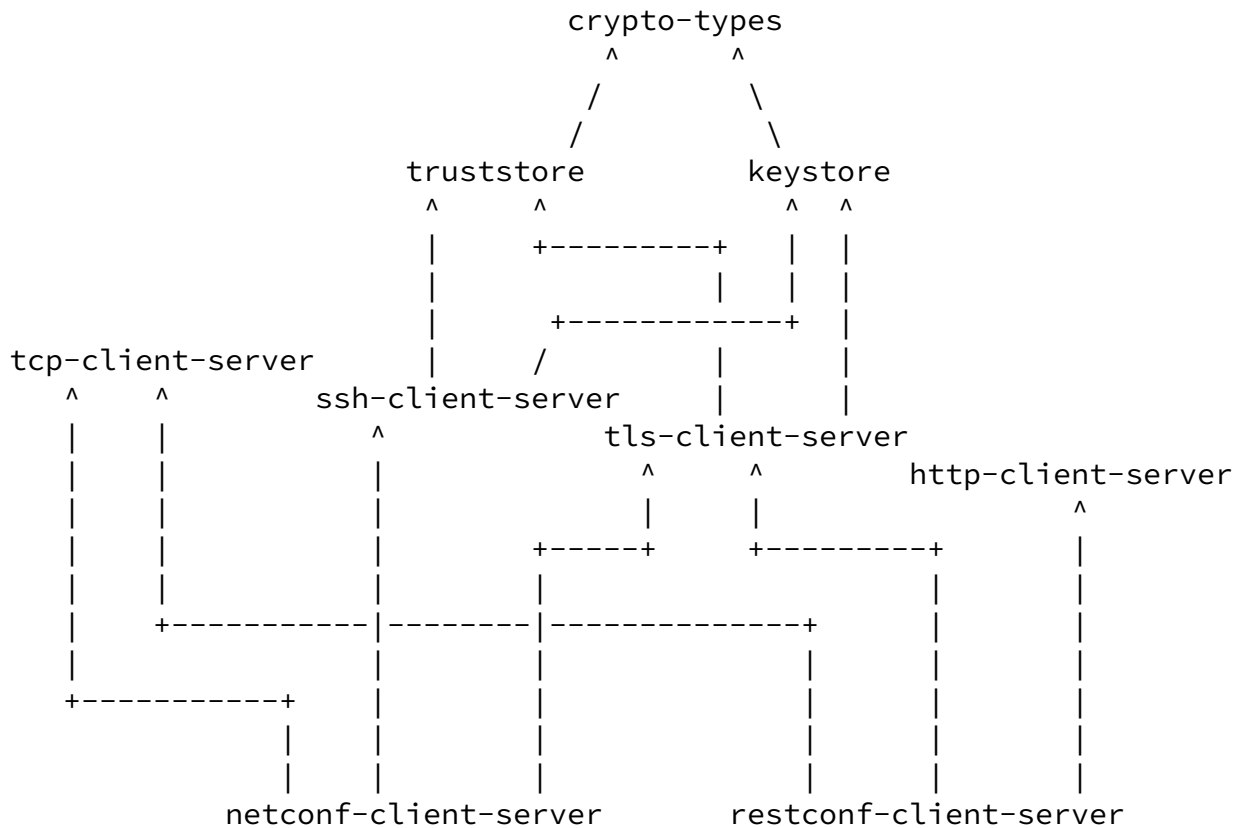 crypto-types
truststore keystore
tcp-client-server
ssh-client-server
tls-client-server
http-client-server
netconf-client-server restconf-client-server